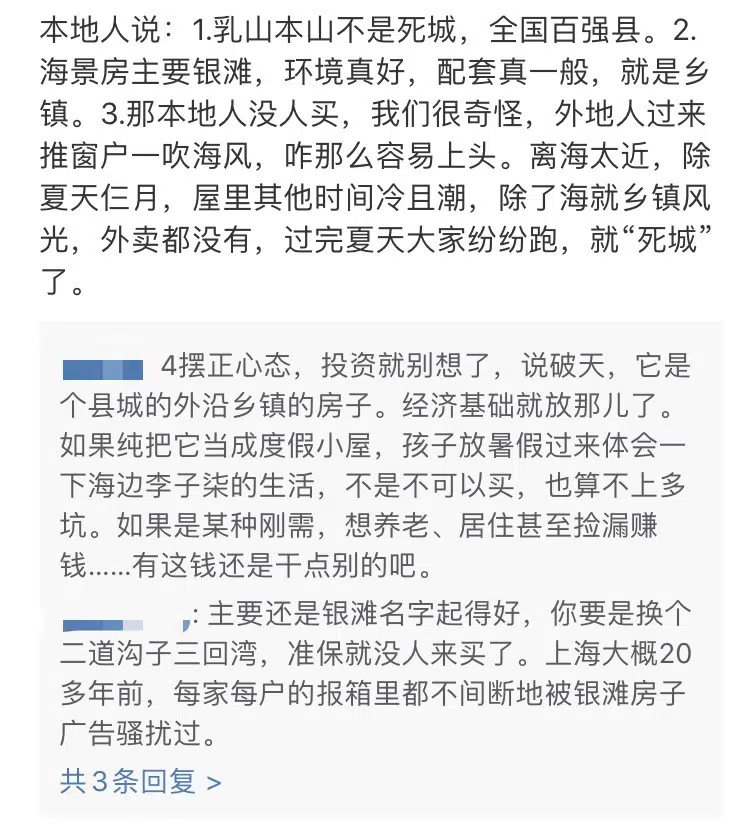 本地人说：1.乳山本山不是死城，全国百强县。2.
海景房主要银滩，环境真好，配套真一般，就是乡
镇。3.那本地人没人买，我们很奇怪，外地人过来
推窗户一吹海风，咋那么容易上头。离海太近，除
夏天仨月，屋里其他时间冷且潮，除了海就乡镇风
光，外卖都没有，过完夏天大家纷纷跑，就“死城”
了。
4摆正心态，投资就别想了，说破天，它是
个县城的外沿乡镇的房子。经济基础就放那儿了。
如果纯把它当成度假小屋，孩子放暑假过来体会一
下海边李子柒的生活，不是不可以买，也算不上多
坑。如果是某种刚需，想养老、居住甚至捡漏赚
钱......有这钱还是干点别的吧。
: 主要还是银滩名字起得好，你要是换个
二道沟子三回湾，准保就没人来买了。上海大概20
多年前，每家每户的报箱里都不间断地被银滩房子
广告骚扰过。
共3条回复 >